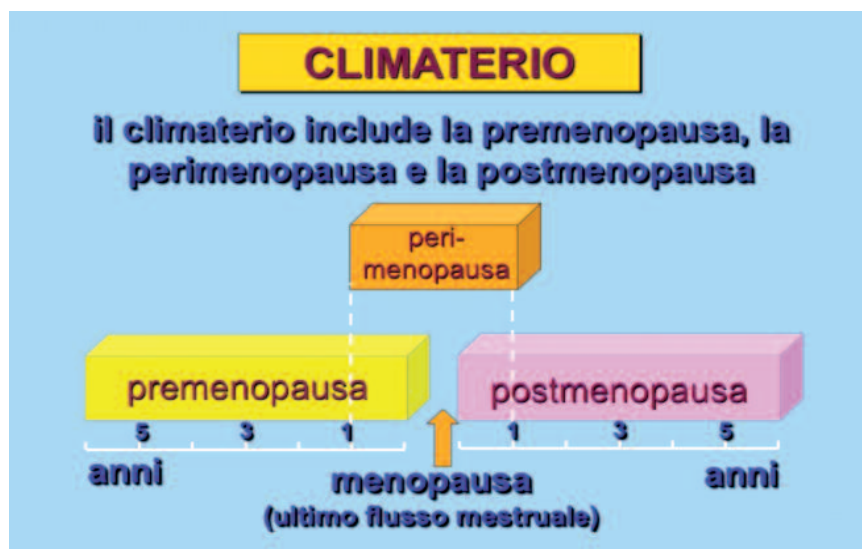 CLIMATERIO
il climaterio include la premenopausa, la
perimenopausa e la postmenopausa
peri-
menopausa
premenopausa
postmenopausa
5 3 1
1 3 5
anni
menopausa
anni
(ultimo flusso mestruale)